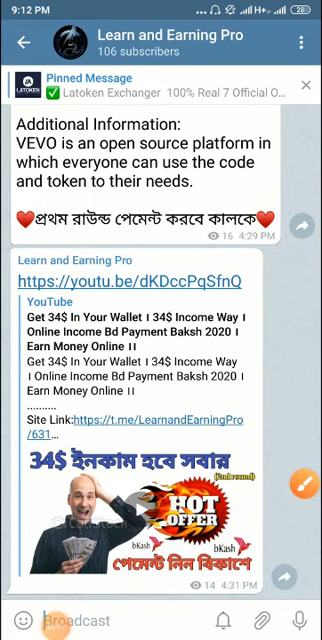 9:12 PM
H+
28
Learn and Earning Pro
106 subscribers
Pinned Message
LATOKEN
✅ Latoken Exchanger 100% Real 7 Official O...
Additional Information:
VEVO is an open source platform in
which everyone can use the code
and token to their needs.
❤️প্রথম রাউন্ড পেমেন্ট করবে কালকে❤️
16 4:29 PM
Learn and Earning Pro
https://youtu.be/dKDccPqSfnQ
YouTube
Get 34$ In Your Wallet । 34$ Income Way ।
Online Income Bd Payment Baksh 2020 ।
Earn Money Online ।।
Get 34$ In Your Wallet । 34$ Income Way
। Online Income Bd Payment Baksh 2020 ।
Earn Money Online ।।
..........
Site Link:https://t.me/LearnandEarningPro
/631...
34$ ইনকাম হবে সবার
(2nd round)
HOT
OFFER
bKash
bKash
পেমেন্ট নিন বিকাশে
14 4:31 PM
Broadcast